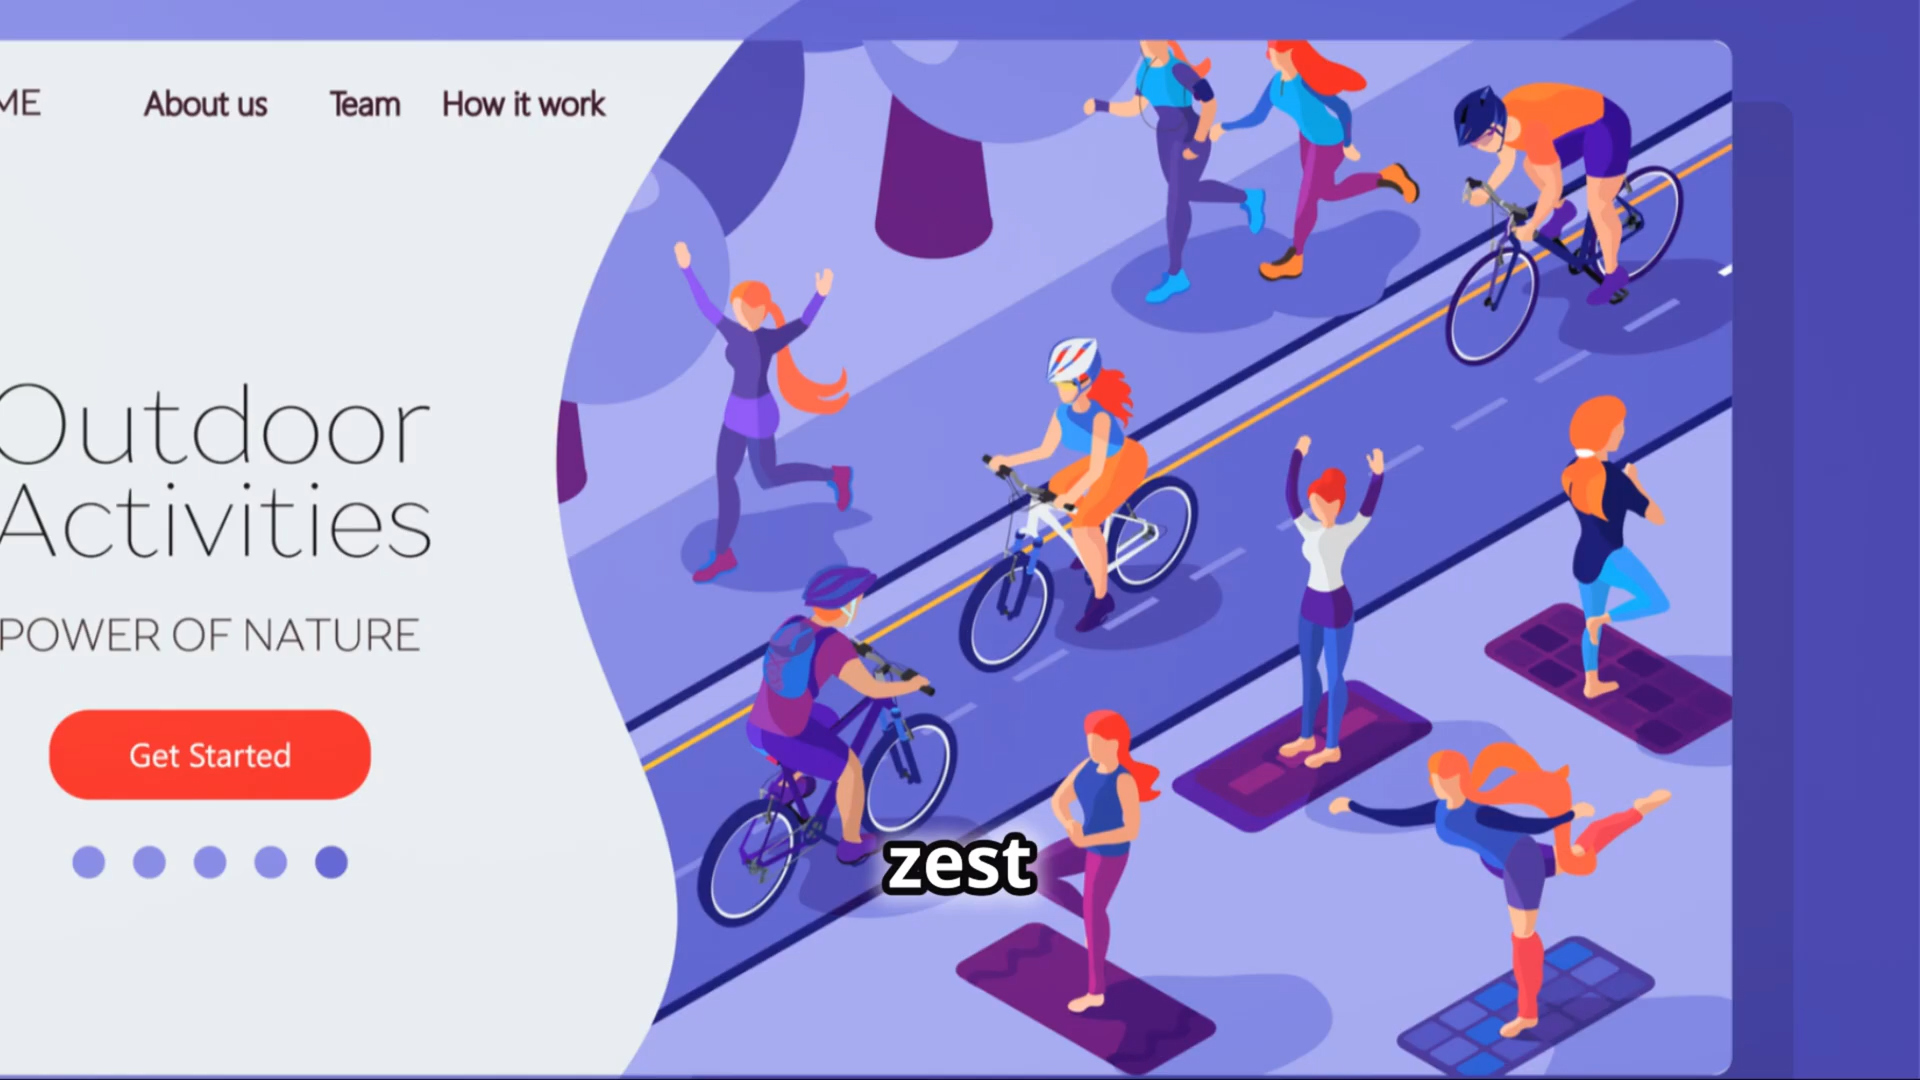 ME About us Team How it work
Outdoor
Activities
POWER OF NATURE
Get Started
zest